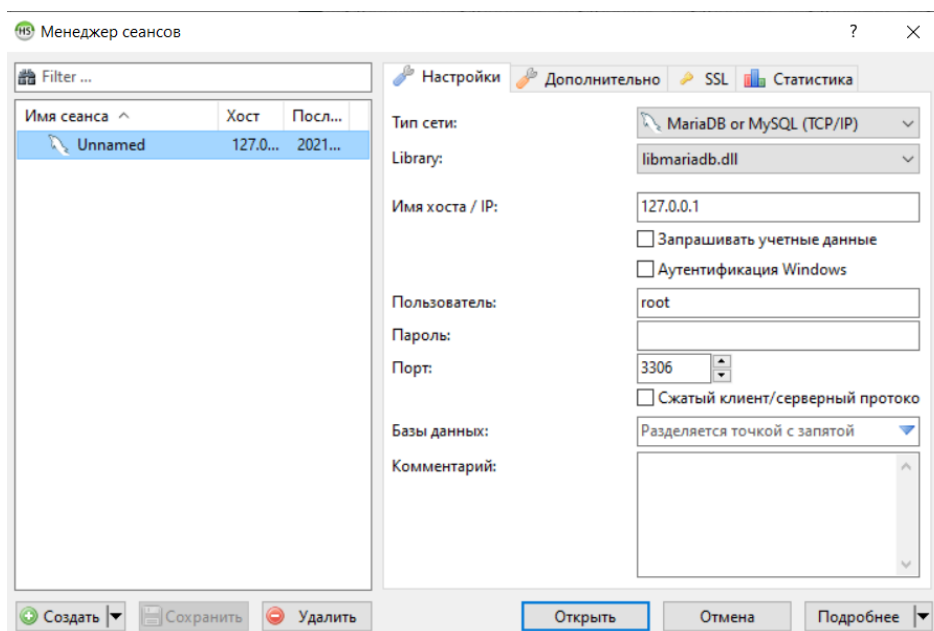 HS Менеджер сеансов ?
Filter ...
Имя сеанса Хост Посл...
Unnamed 127.0... 2021...
Настройки Дополнительно SSL Статистика
Тип сети: MariaDB or MySQL (TCP/IP)
Library: libmariadb.dll
Имя хоста / IP: 127.0.0.1
Запрашивать учетные данные
Аутентификация Windows
Пользователь: root
Пароль:
Порт: 3306
Сжатый клиент/серверный протоко
Базы данных: Разделяется точкой с запятой
Комментарий:
Создать Сохранить Удалить Открыть Отмена Подробнее